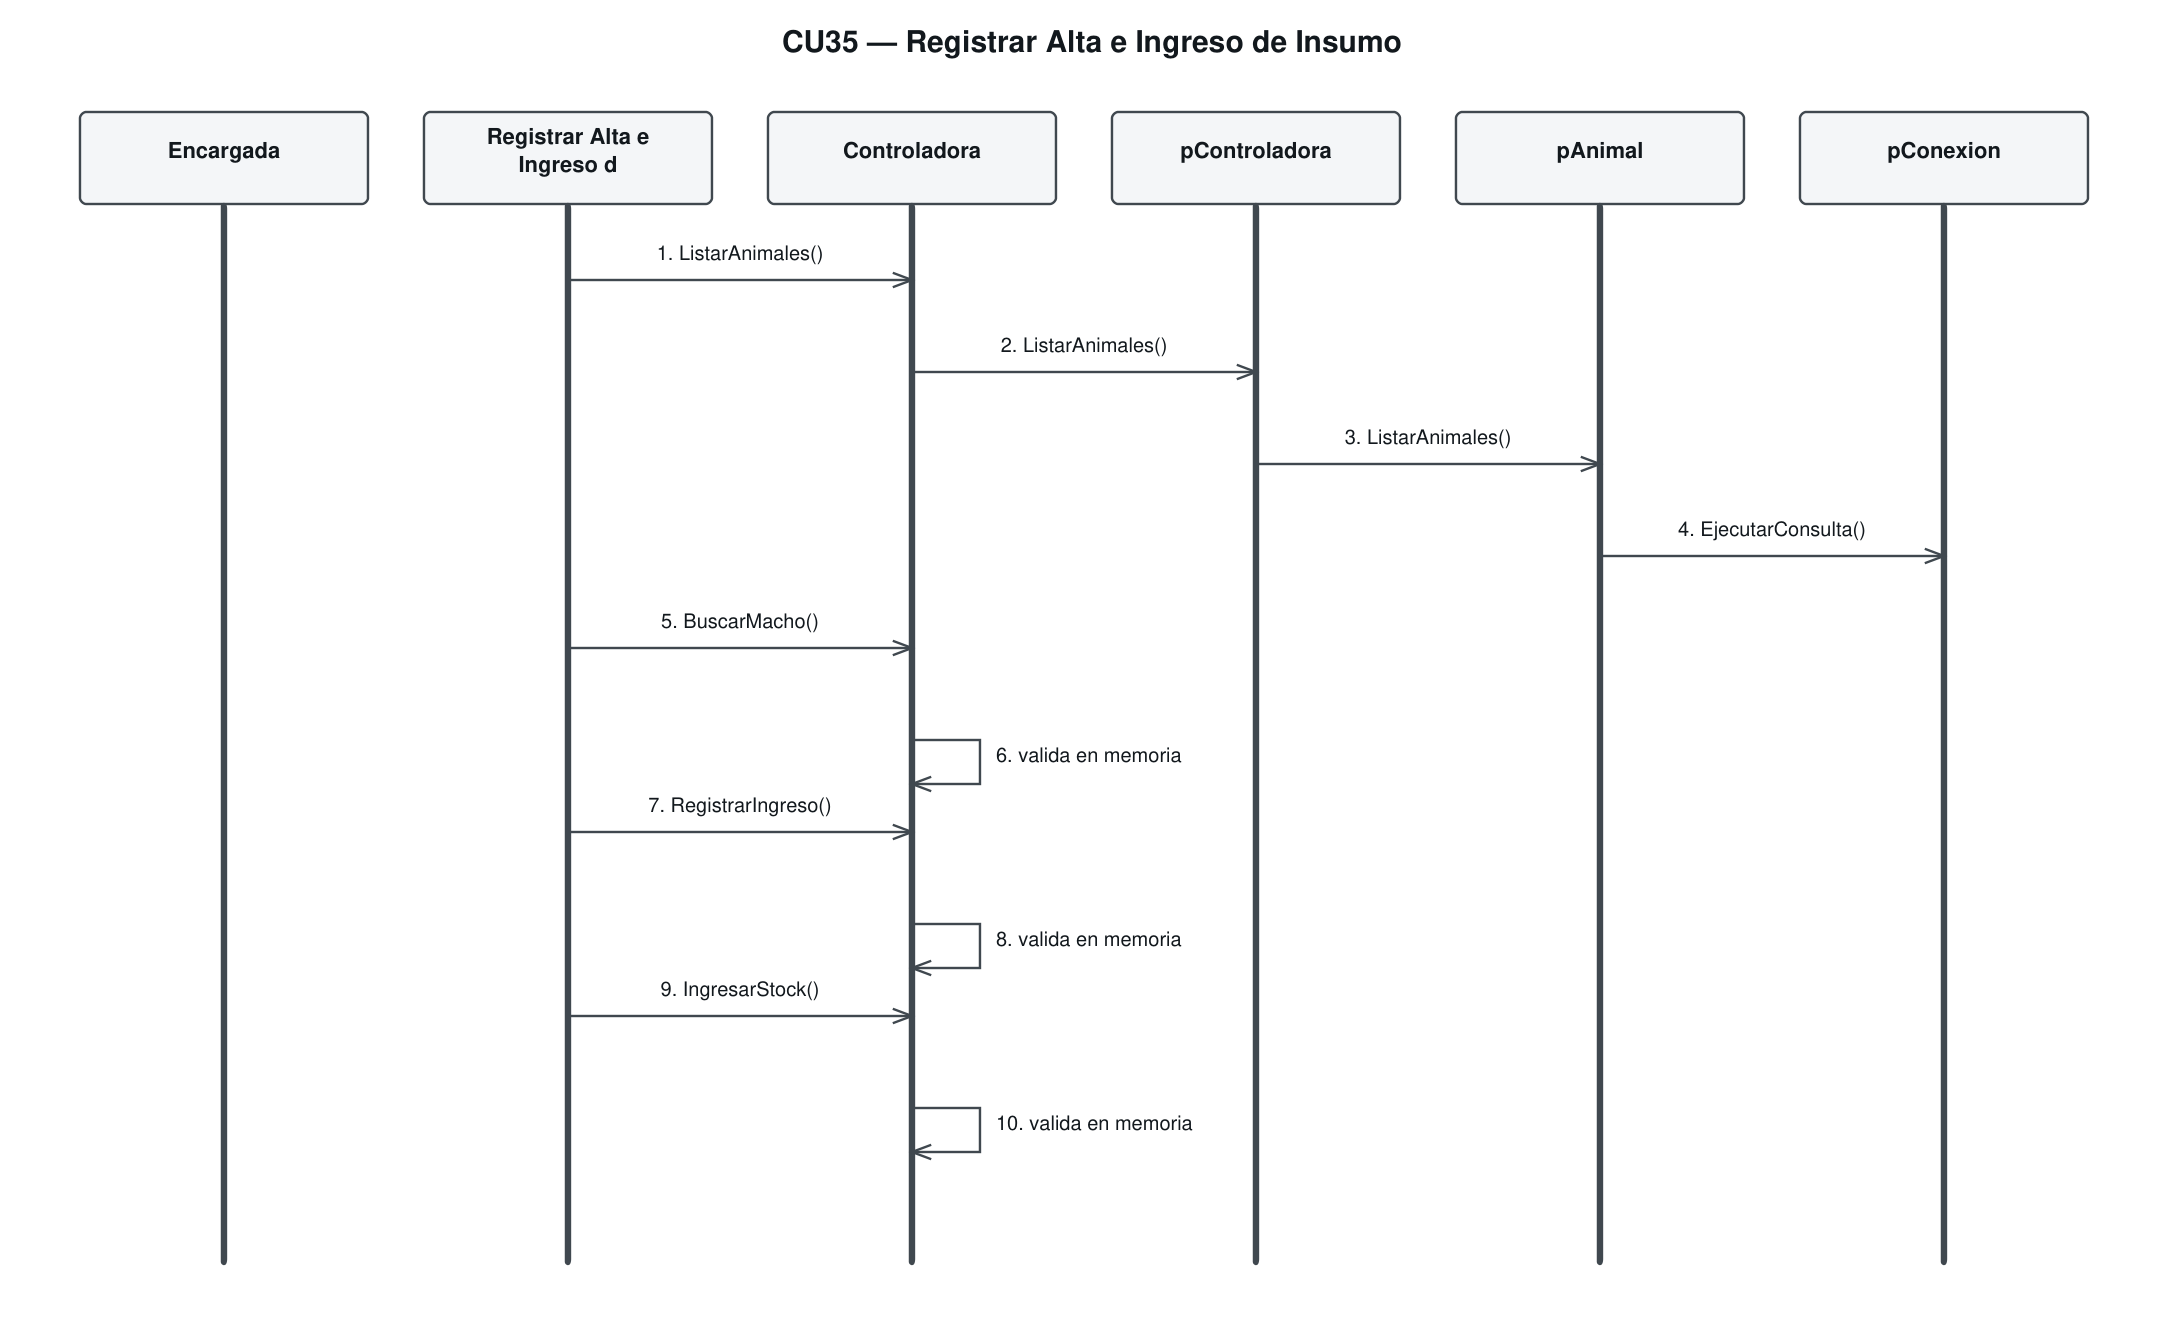 CU35 — Registrar Alta e Ingreso de Insumo
Encargada
Registrar Alta e
Ingreso d
Controladora
pControladora
pAnimal
pConexion
1. ListarAnimales()
2. ListarAnimales()
3. ListarAnimales()
4. EjecutarConsulta()
5. BuscarMacho()
6. valida en memoria
7. RegistrarIngreso()
8. valida en memoria
9. IngresarStock()
10. valida en memoria